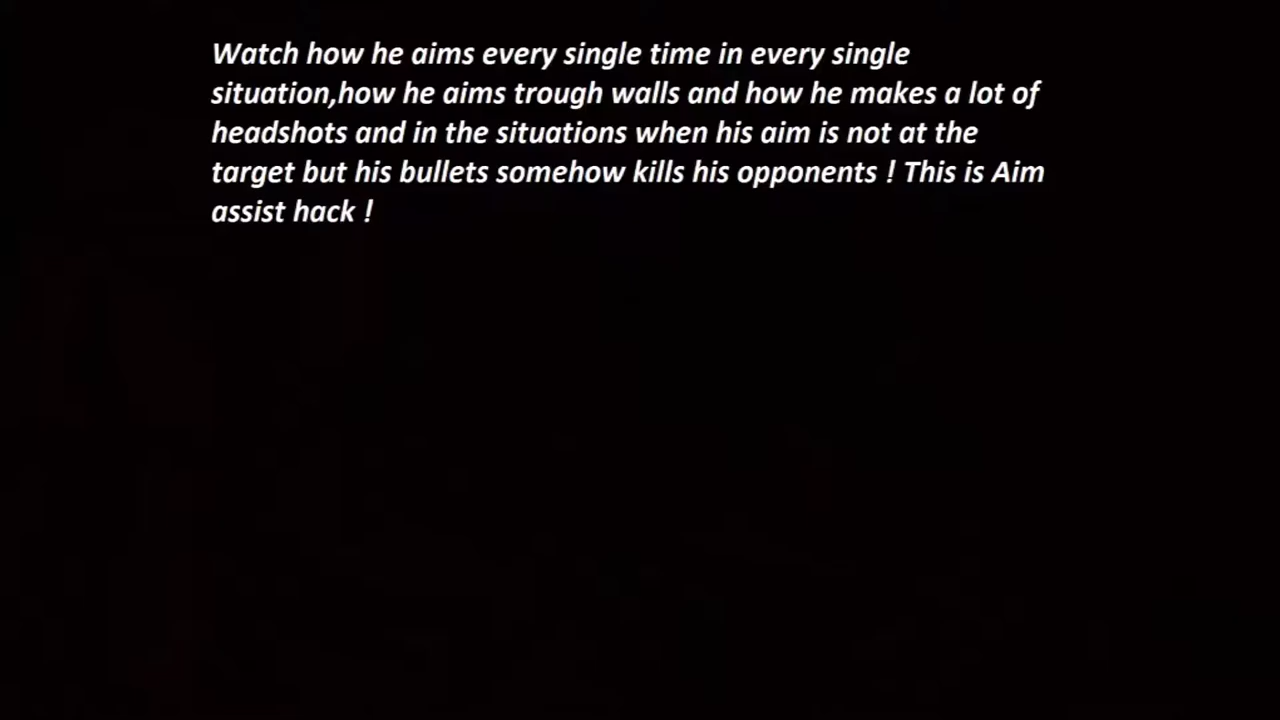 Watch how he aims every single time in every single
situation,how he aims trough walls and how he makes a lot of
headshots and in the situations when his aim is not at the
target but his bullets somehow kills his opponents ! This is Aim
assist hack !